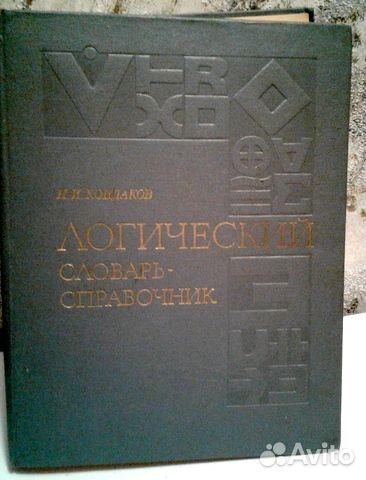 Н. И. КОНДАКОВ
ЛОГИЧЕСКИЙ
СЛОВАРЬ-
СПРАВОЧНИК
Avito